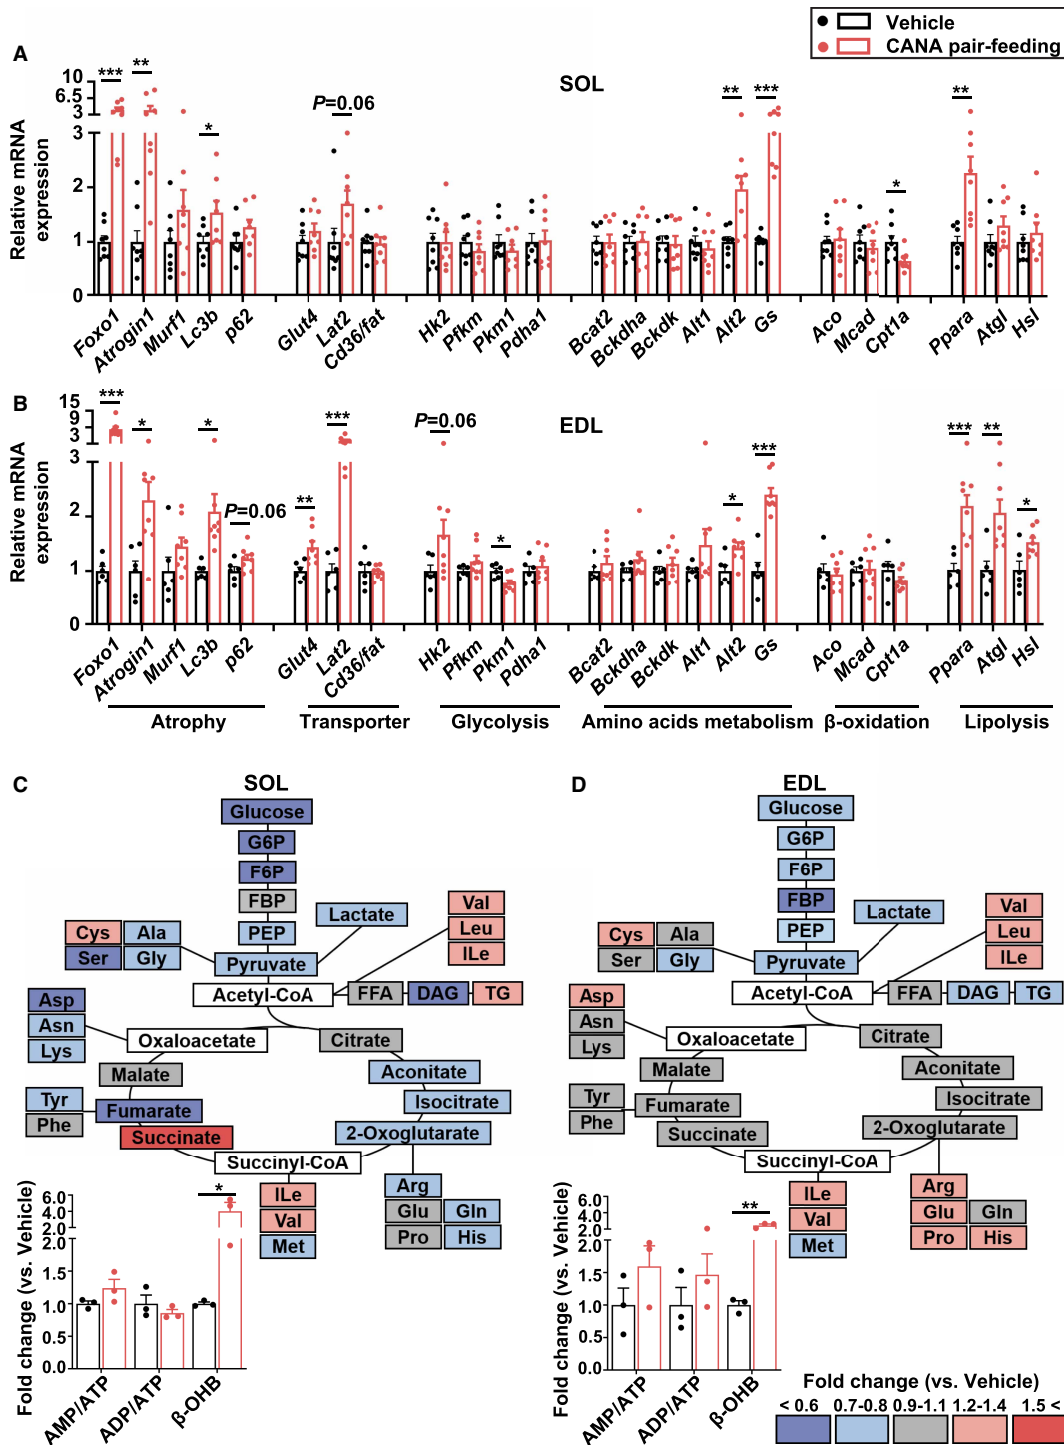 Vehicle
CANA pair-feeding
A
SOL
Relative mRNA
expression
10
6.5
3
3
2
1
0
*** ** * P=0.06 ** *** * **
Foxo1 Atrogin1 Murf1 Lc3b p62 Glut4 Lat2 Cd36/fat Hk2 Pfkm Pkm1 Pdha1 Bcat2 Bckdha Bckdk Alt1 Alt2 Gs Aco Mcad Cpt1a Ppara Atgl Hsl
B
EDL
Relative mRNA
expression
15
9
3
3
2
1
0
*** * * P=0.06 ** *** P=0.06 * * *** *** ** *
Foxo1 Atrogin1 Murf1 Lc3b p62 Glut4 Lat2 Cd36/fat Hk2 Pfkm Pkm1 Pdha1 Bcat2 Bckdha Bckdk Alt1 Alt2 Gs Aco Mcad Cpt1a Ppara Atgl Hsl
Atrophy Transporter Glycolysis Amino acids metabolism β-oxidation Lipolysis
C
SOL
Glucose
G6P
F6P
FBP
PEP
Lactate
Val
Leu
ILe
Cys Ala
Ser Gly
Pyruvate
Acetyl-CoA FFA DAG TG
Asp
Asn
Lys
Oxaloacetate Citrate
Malate Aconitate
Tyr
Phe
Fumarate Isocitrate
Succinate 2-Oxoglutarate
Succinyl-CoA
ILe
Val
Met
Arg
Glu Gln
Pro His
Fold change (vs. Vehicle)
6.0
4.0
2.0
2.0
1.5
1.0
0.5
0.0
*
AMP/ATP ADP/ATP β-OHB
D
EDL
Glucose
G6P
F6P
FBP
PEP
Lactate
Val
Leu
ILe
Cys Ala
Ser Gly
Pyruvate
Acetyl-CoA FFA DAG TG
Asp
Asn
Lys
Oxaloacetate Citrate
Malate Aconitate
Tyr
Phe
Fumarate Isocitrate
Succinate 2-Oxoglutarate
Succinyl-CoA
ILe
Val
Met
Arg
Glu Gln
Pro His
Fold change (vs. Vehicle)
6.0
4.0
2.0
2.0
1.5
1.0
0.5
0.0
**
AMP/ATP ADP/ATP β-OHB
Fold change (vs. Vehicle)
< 0.6 0.7-0.8 0.9-1.1 1.2-1.4 1.5 <